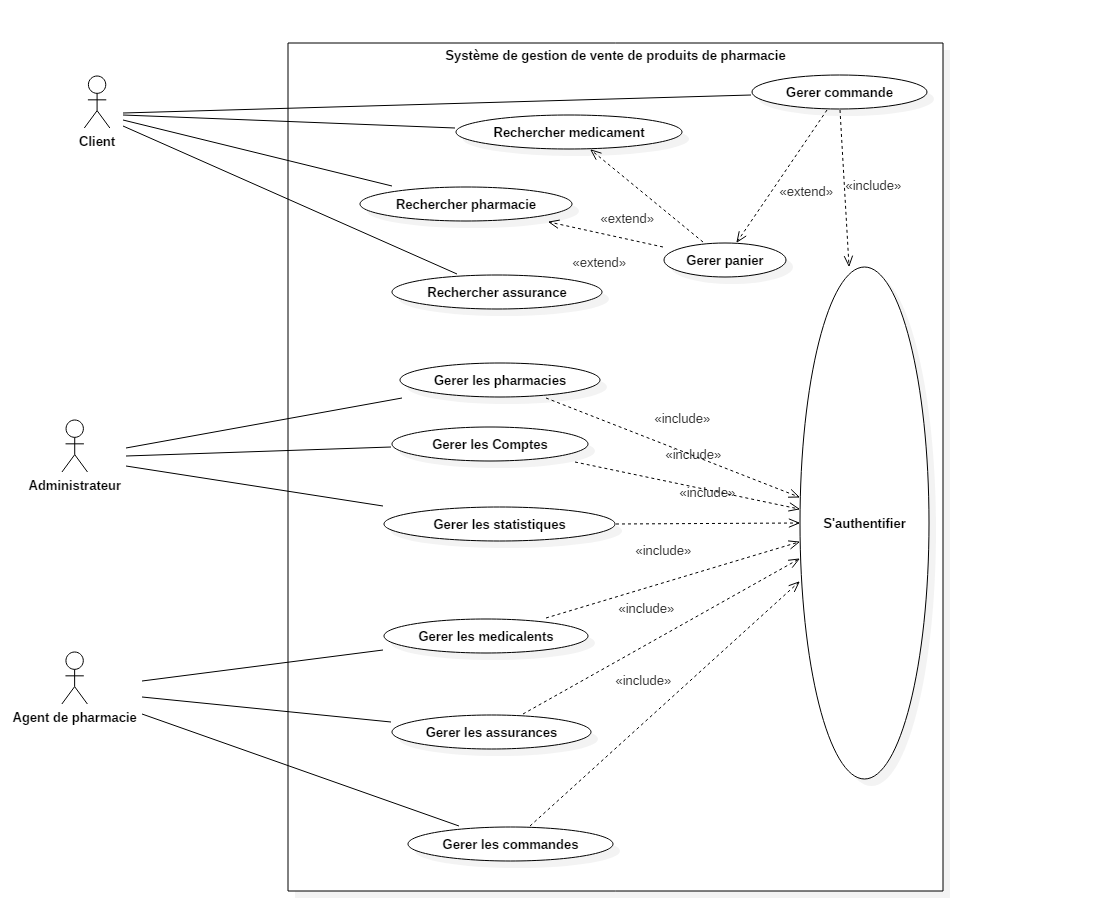 Système de gestion de vente de produits de pharmacie
Gerer commande
Rechercher medicament
Client
«extend»
«include»
Rechercher pharmacie
«extend»
Gerer panier
«extend»
Rechercher assurance
Gerer les pharmacies
«include»
Gerer les Comptes
«include»
Administrateur
«include»
Gerer les statistiques
S'authentifier
«include»
«include»
Gerer les medicalents
«include»
Agent de pharmacie
Gerer les assurances
Gerer les commandes